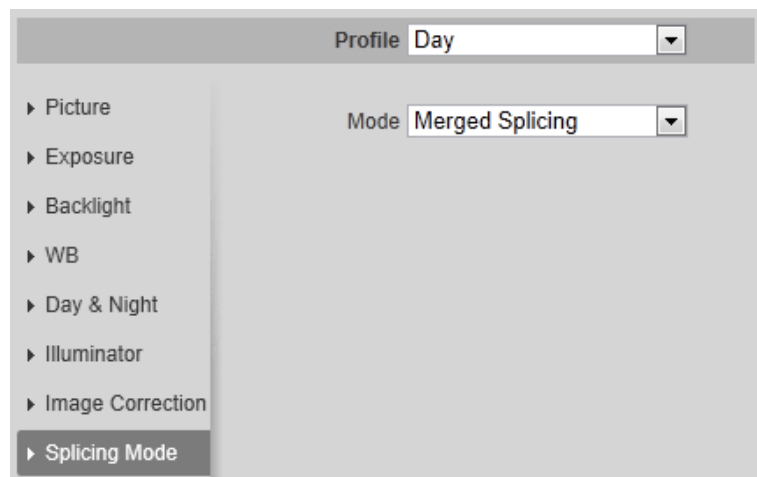 Profile Day
Picture
Mode Merged Splicing
Exposure
Backlight
WB
Day & Night
Illuminator
Image Correction
Splicing Mode